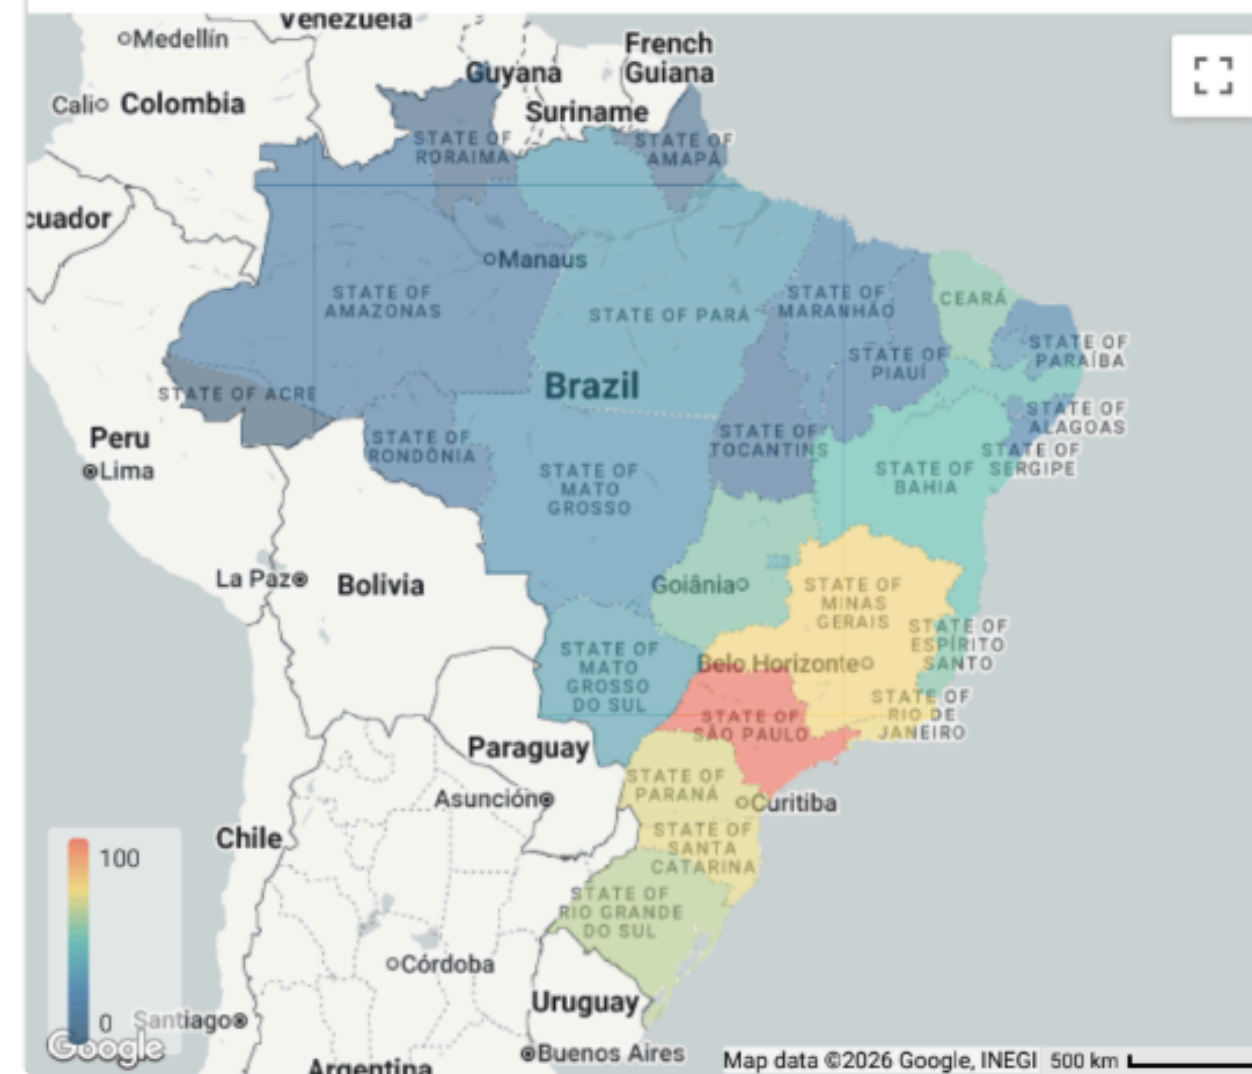 Venezuela
Medellín
French
Guiana
Guyana
Cali
Colombia
Suriname
STATE OF
RORAIMA
STATE OF
AMAPÁ
cuador
Manaus
STATE OF
AMAZONAS
STATE OF PARÁ
STATE OF
MARANHÃO
CEARÁ
STATE OF
PARAÍBA
STATE OF
PIAUÍ
STATE OF ACRE
Brazil
STATE OF
ALAGOAS
Peru
Lima
STATE OF
RONDÔNIA
STATE OF
TOCANTINS
STATE OF
SERGIPE
STATE OF
MATO
GROSSO
STATE OF
BAHIA
La Paz
Bolivia
Goiânia
STATE OF
MINAS
GERAIS
STATE OF
ESPÍRITO
SANTO
STATE OF
MATO
GROSSO
DO SUL
Belo Horizonte
STATE OF
RIO DE
JANEIRO
STATE OF
SÃO PAULO
Paraguay
Asunción
STATE OF
PARANÁ
Curitiba
Chile
STATE OF
SANTA
CATARINA
100
STATE OF
RIO GRANDE
DO SUL
Córdoba
Uruguay
0
Santiago
Google
Buenos Aires
Argentina
Map data ©2026 Google, INEGI
500 km